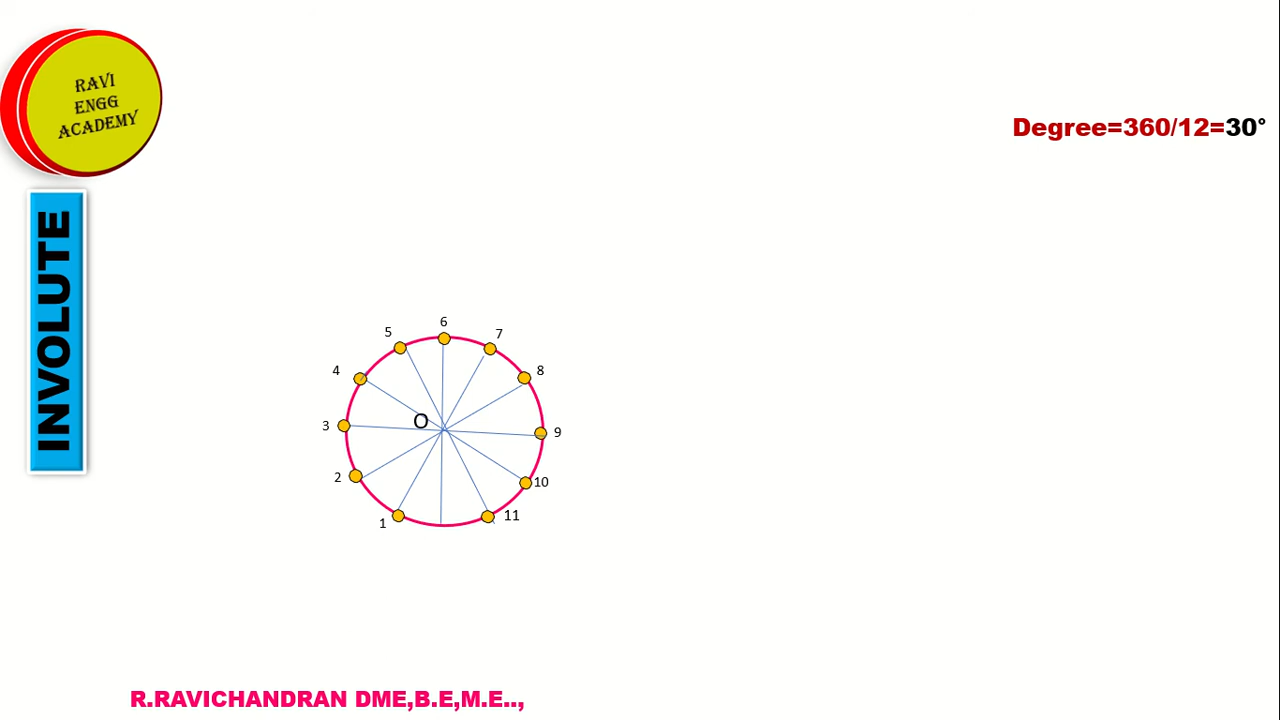 RAVI
ENGG
ACADEMY
Degree=360/12=30°
INVOLUTE
6
5
7
4
8
O
3
9
2
10
1
11
R.RAVICHANDRAN DME,B.E,M.E..,